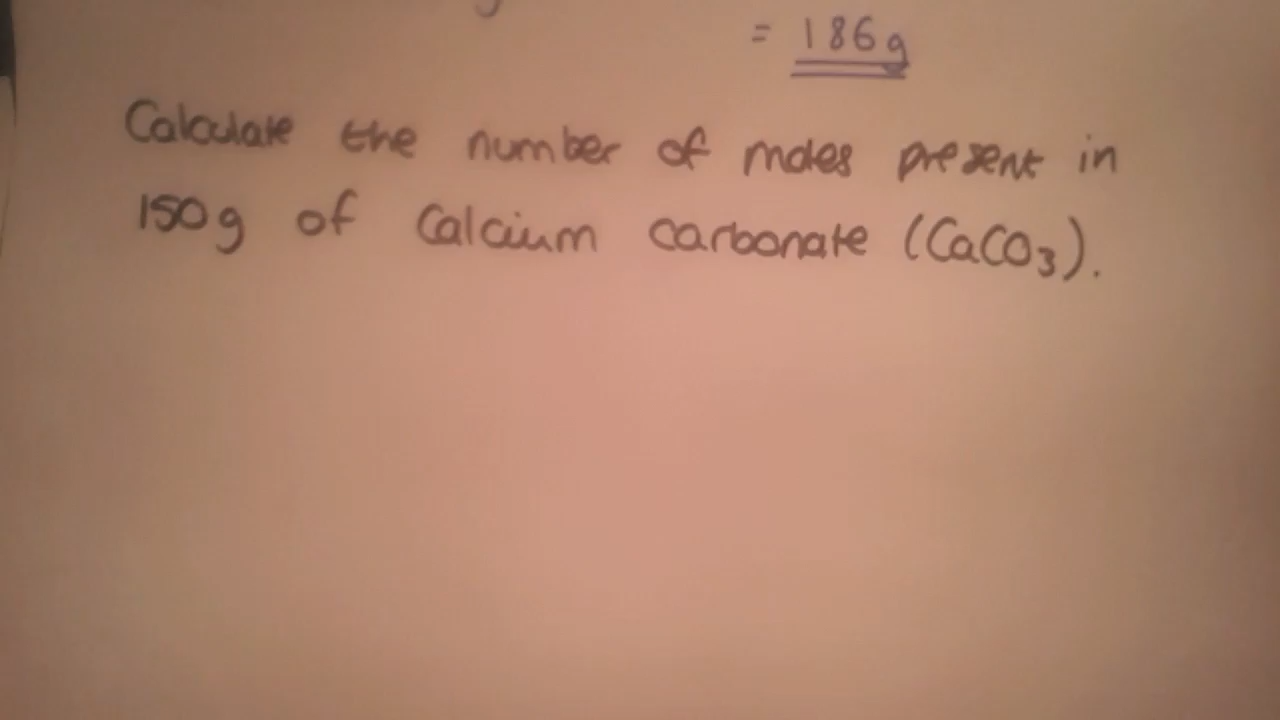 = 186g
Calculate the number of moles present in
150g of Calcium carbonate (CaCO₃).